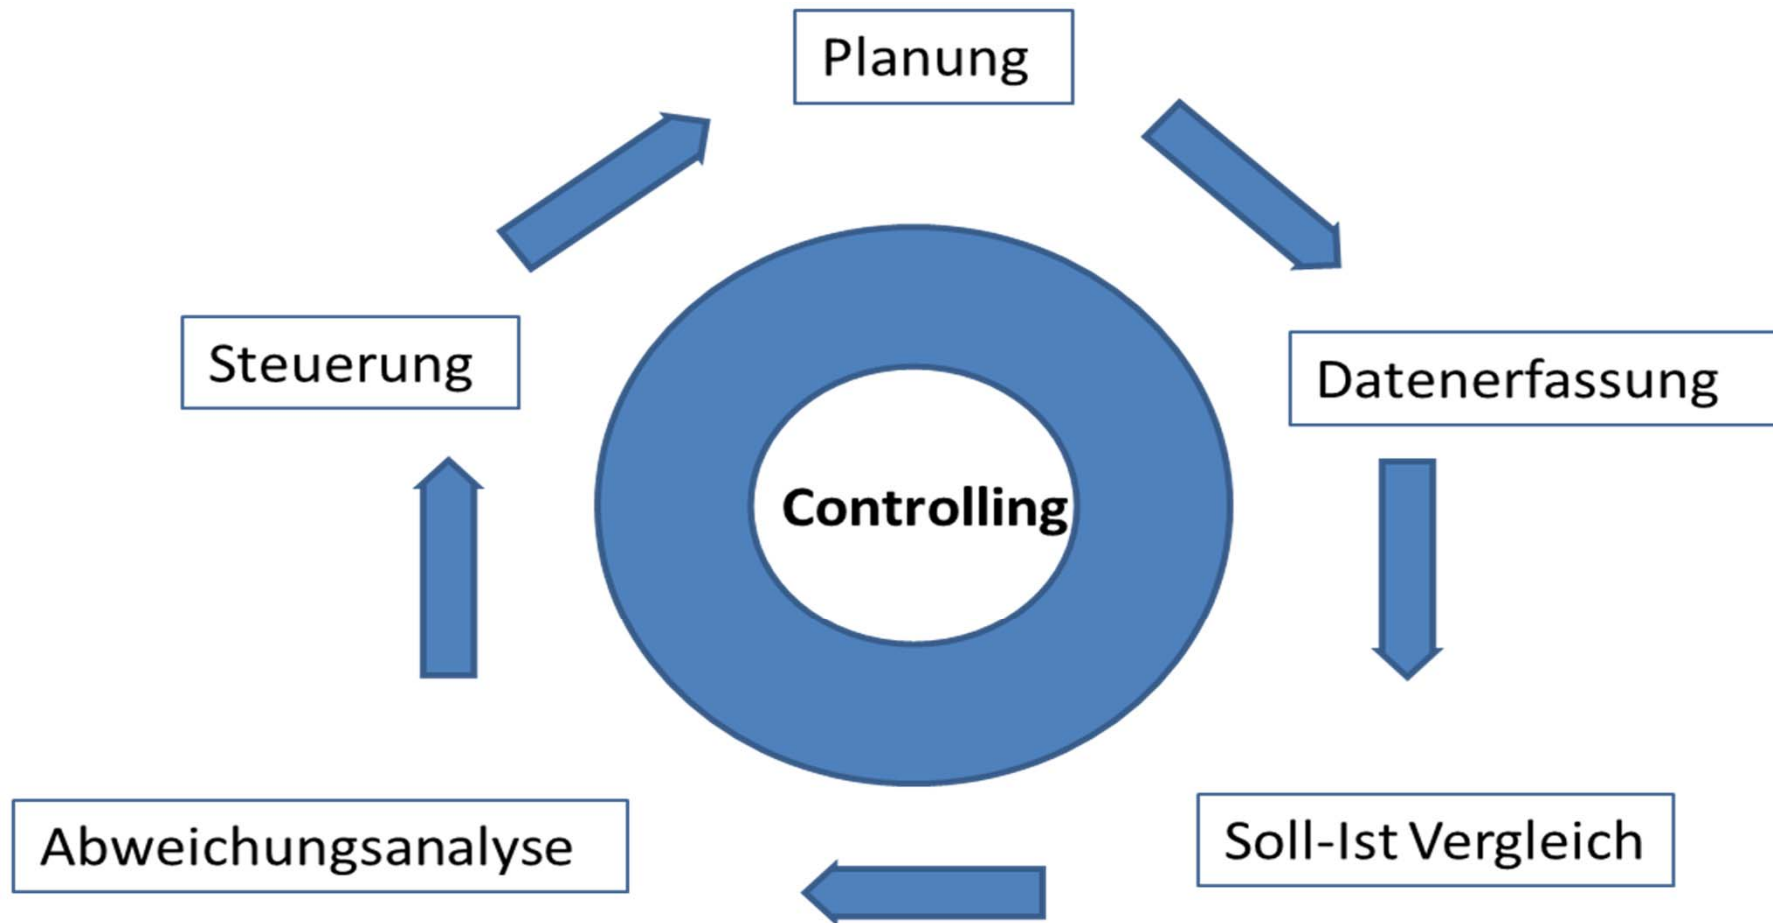 Planung
Steuerung
Datenerfassung
Controlling
Abweichungsanalyse
Soll-Ist Vergleich